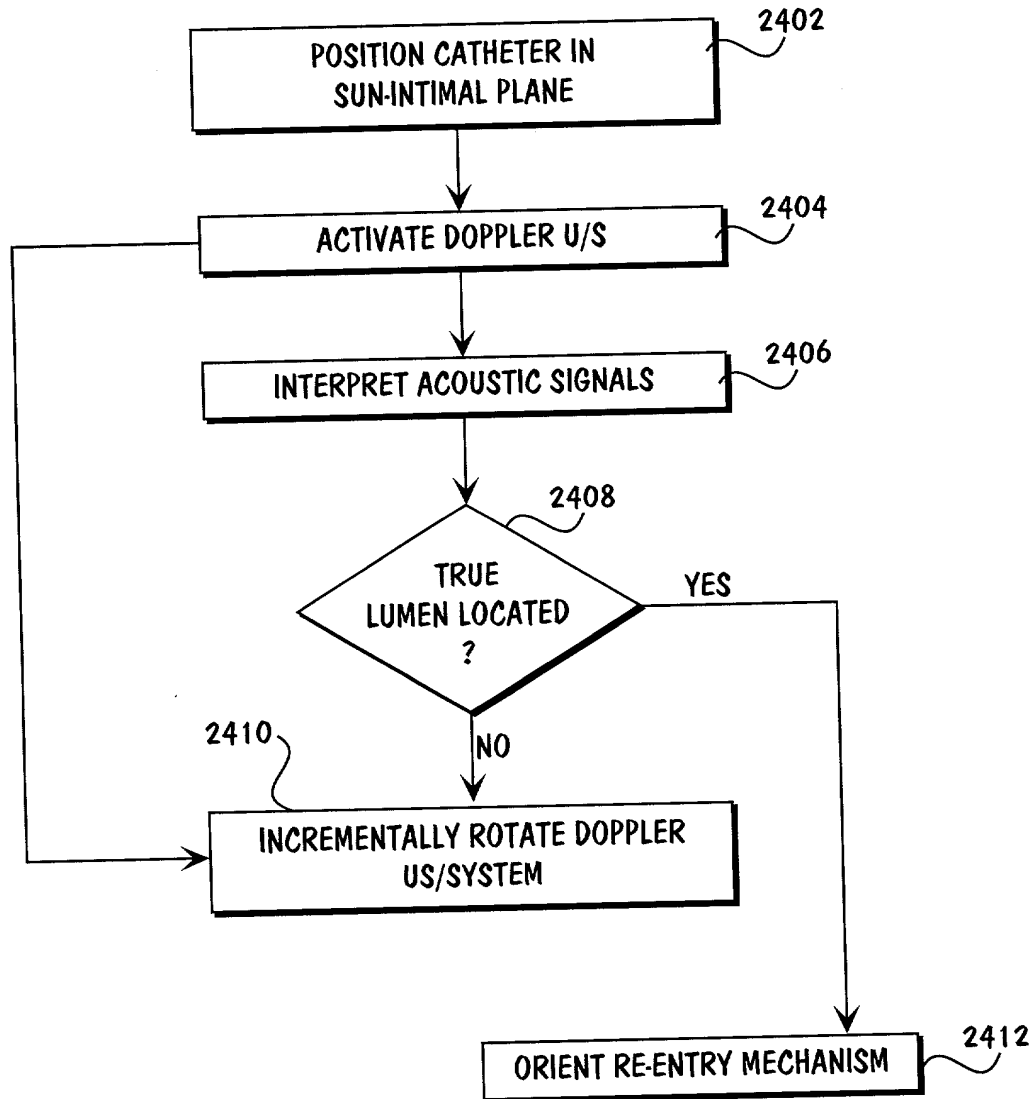 2402
POSITION CATHETER IN
SUN-INTIMAL PLANE
2404
ACTIVATE DOPPLER U/S
2406
INTERPRET ACOUSTIC SIGNALS
2408
TRUE
LUMEN LOCATED
?
YES
NO
2410
INCREMENTALLY ROTATE DOPPLER
US/SYSTEM
2412
ORIENT RE-ENTRY MECHANISM